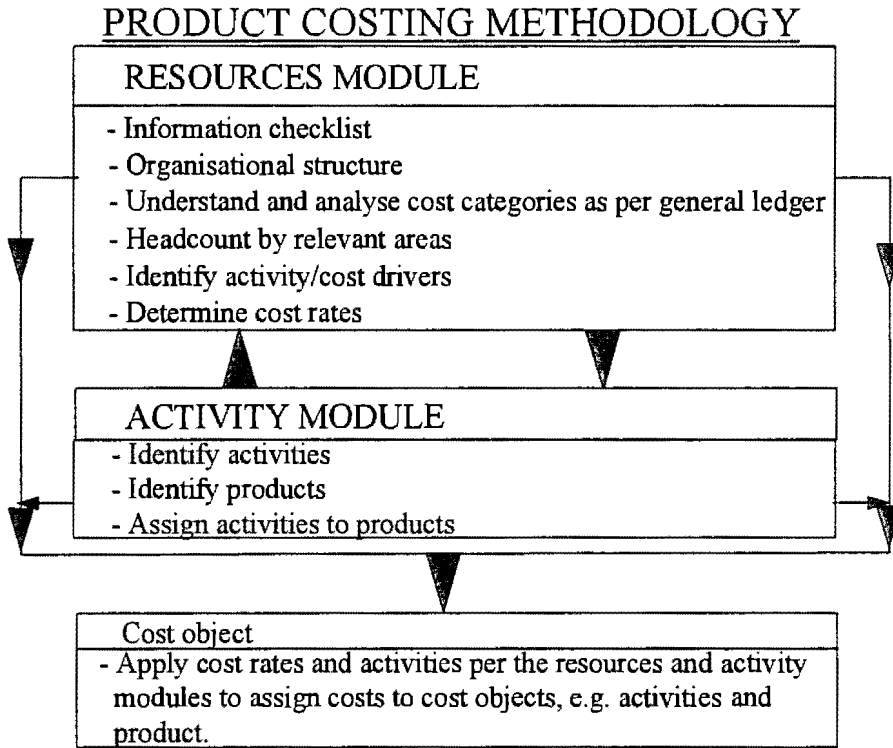 PRODUCT COSTING METHODOLOGY
RESOURCES MODULE
- Information checklist
- Organisational structure
- Understand and analyse cost categories as per general ledger
- Headcount by relevant areas
- Identify activity/cost drivers
- Determine cost rates
ACTIVITY MODULE
- Identify activities
- Identify products
- Assign activities to products
Cost object
- Apply cost rates and activities per the resources and activity
modules to assign costs to cost objects, e.g. activities and
product.